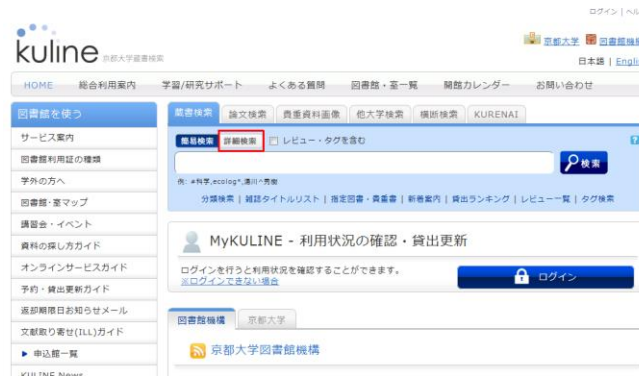 ログイン | ヘル
kuline 京都大学蔵書検索
京都大学 図書館機構
日本語 | Englis
HOME 総合利用案内 学習/研究サポート よくある質問 図書館・室一覧 開館カレンダー お問い合わせ
図書館を使う
サービス案内
図書館利用証の種類
学外の方へ
図書館・室マップ
講習会・イベント
資料の探し方ガイド
オンラインサービスガイド
予約・貸出更新ガイド
返却期限日お知らせメール
文献取り寄せ(ILL)ガイド
▶ 申込館一覧
KULINE News
蔵書検索 論文検索 貴重資料画像 他大学検索 横断検索 KURENAI
簡易検索 詳細検索 レビュー・タグを含む
?
検索
例: #科学,ecolog*,湯川^秀樹
分類検索 | 雑誌タイトルリスト | 指定図書・貴重書 | 新着案内 | 貸出ランキング | レビュー一覧 | タグ検索
MyKULINE - 利用状況の確認・貸出更新
ログインを行うと利用状況を確認することができます。
※ログインできない場合
ログイン
図書館機構 京都大学
京都大学図書館機構